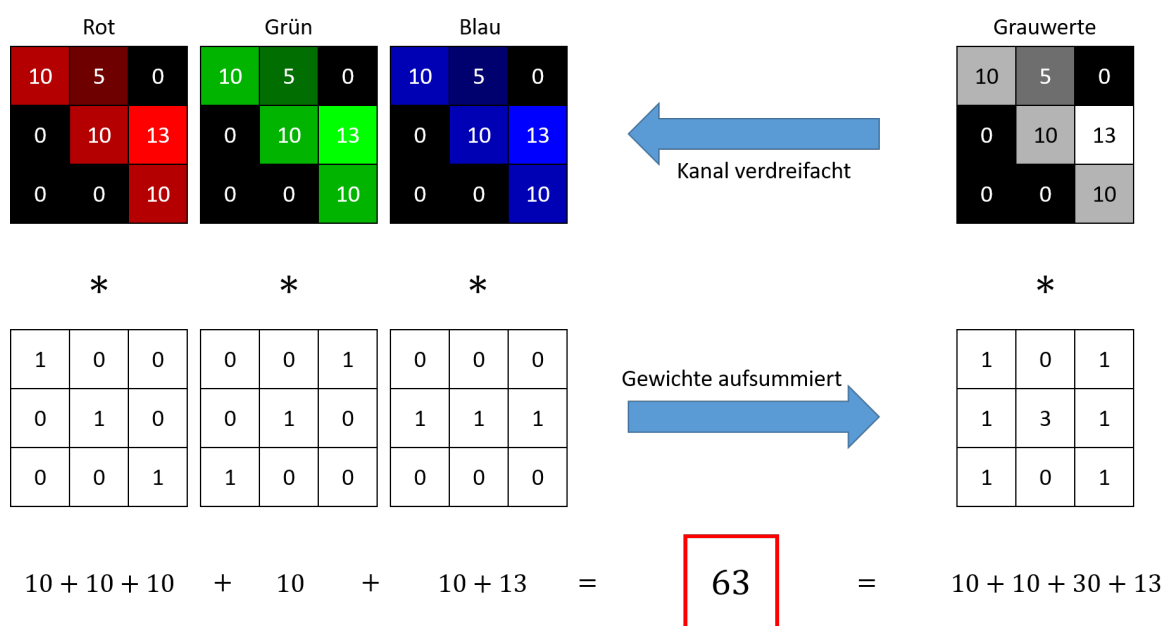 Rot Grün Blau Grauwerte
10 5 0 10 5 0 10 5 0 10 5 0
0 10 13 0 10 13 0 10 13 0 10 13
Kanal verdreifacht
0 0 10 0 0 10 0 0 10 0 0 10
* * * *
1 0 0 0 0 1 0 0 0 1 0 1
Gewichte aufsummiert
0 1 0 0 1 0 1 1 1 1 3 1
0 0 1 1 0 0 0 0 0 1 0 1
10 + 10 + 10 + 10 + 10 + 13 = 63 = 10 + 10 + 30 + 13